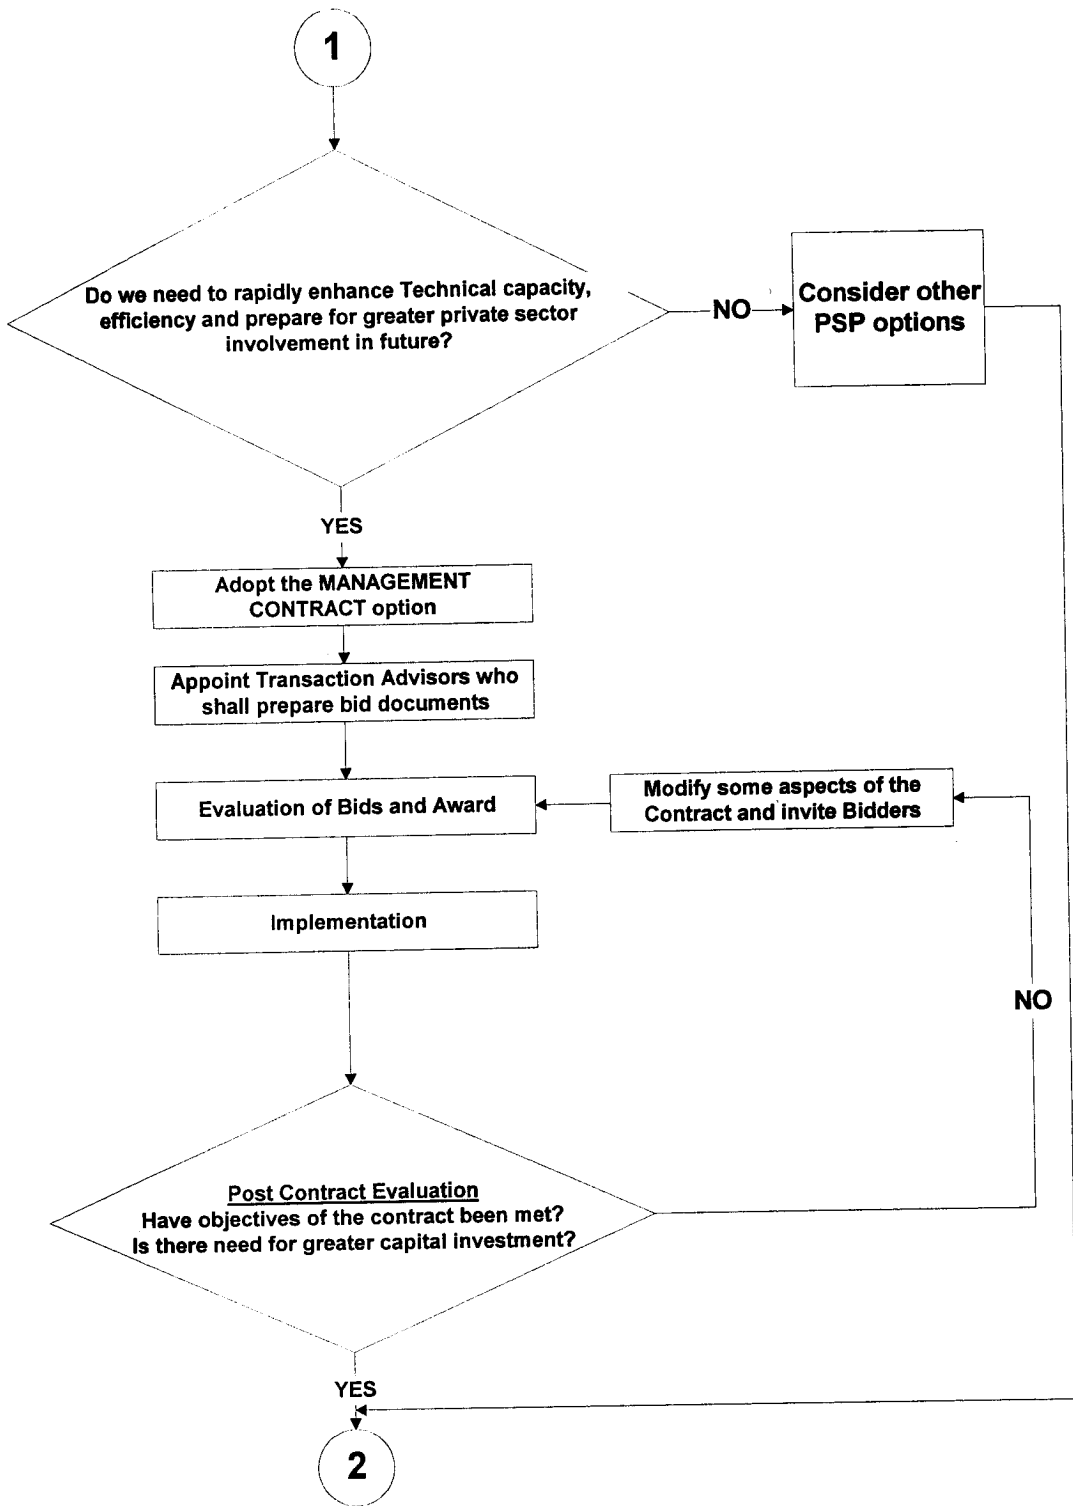 1
Do we need to rapidly enhance Technical capacity,
efficiency and prepare for greater private sector
involvement in future?
NO
Consider other
PSP options
YES
Adopt the MANAGEMENT
CONTRACT option
Appoint Transaction Advisors who
shall prepare bid documents
Evaluation of Bids and Award
Modify some aspects of the
Contract and invite Bidders
Implementation
NO
Post Contract Evaluation
Have objectives of the contract been met?
Is there need for greater capital investment?
YES
2